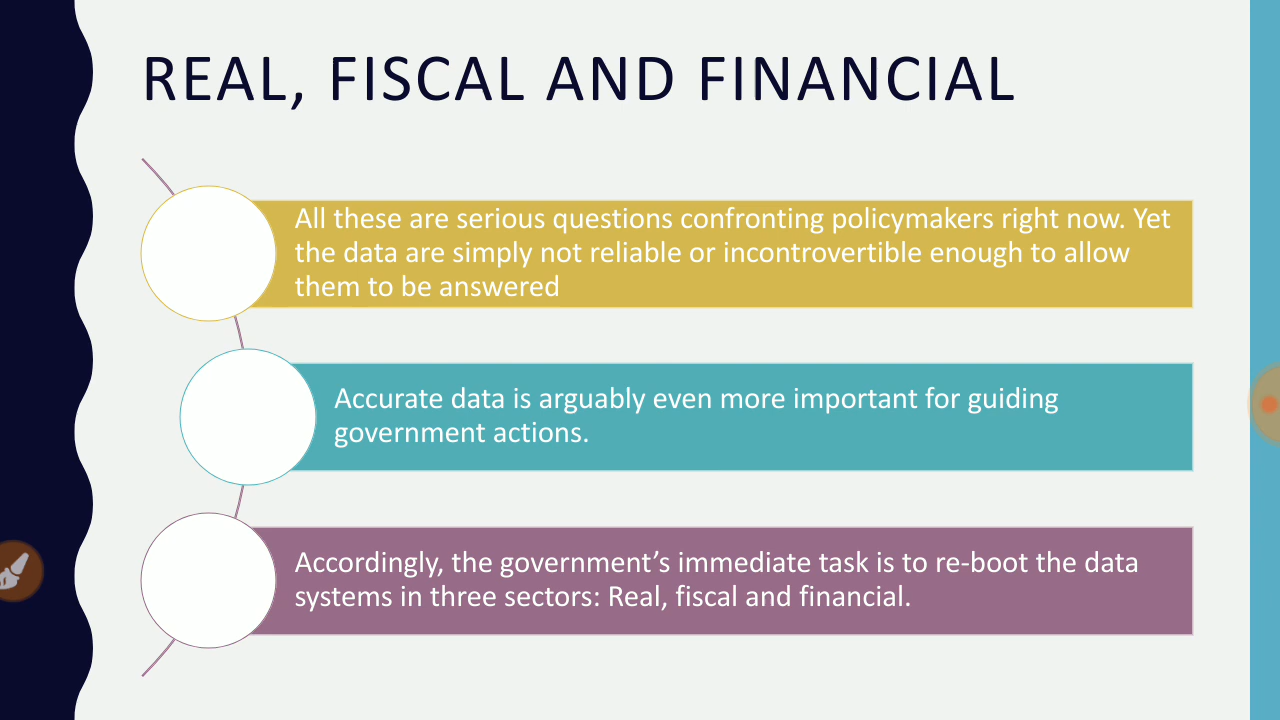 REAL, FISCAL AND FINANCIAL
All these are serious questions confronting policymakers right now. Yet
the data are simply not reliable or incontrovertible enough to allow
them to be answered
Accurate data is arguably even more important for guiding
government actions.
Accordingly, the government’s immediate task is to re-boot the data
systems in three sectors: Real, fiscal and financial.